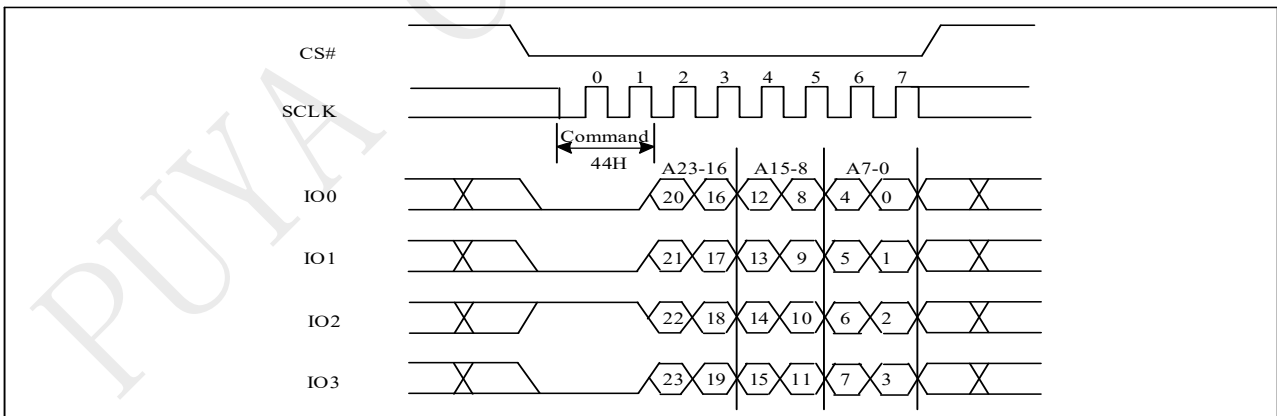 CS#
0 1 2 3 4 5 6 7
SCLK
Command
44H
A23-16 A15-8 A7-0
IO0 20 16 12 8 4 0
IO1 21 17 13 9 5 1
IO2 22 18 14 10 6 2
IO3 23 19 15 11 7 3
PUYA